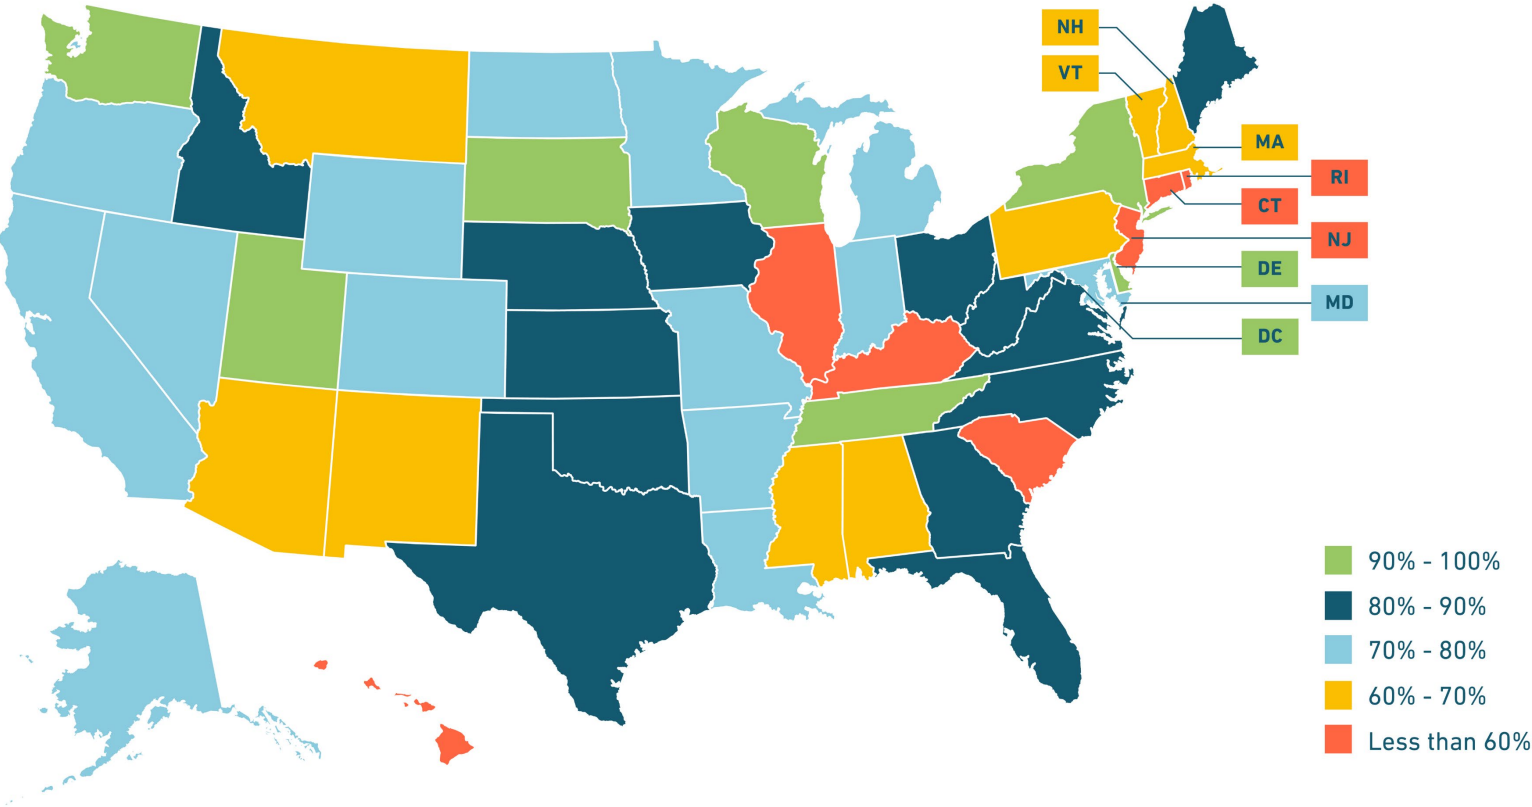 NH
VT
MA
RI
CT
NJ
DE
MD
DC
90% - 100%
80% - 90%
70% - 80%
60% - 70%
Less than 60%